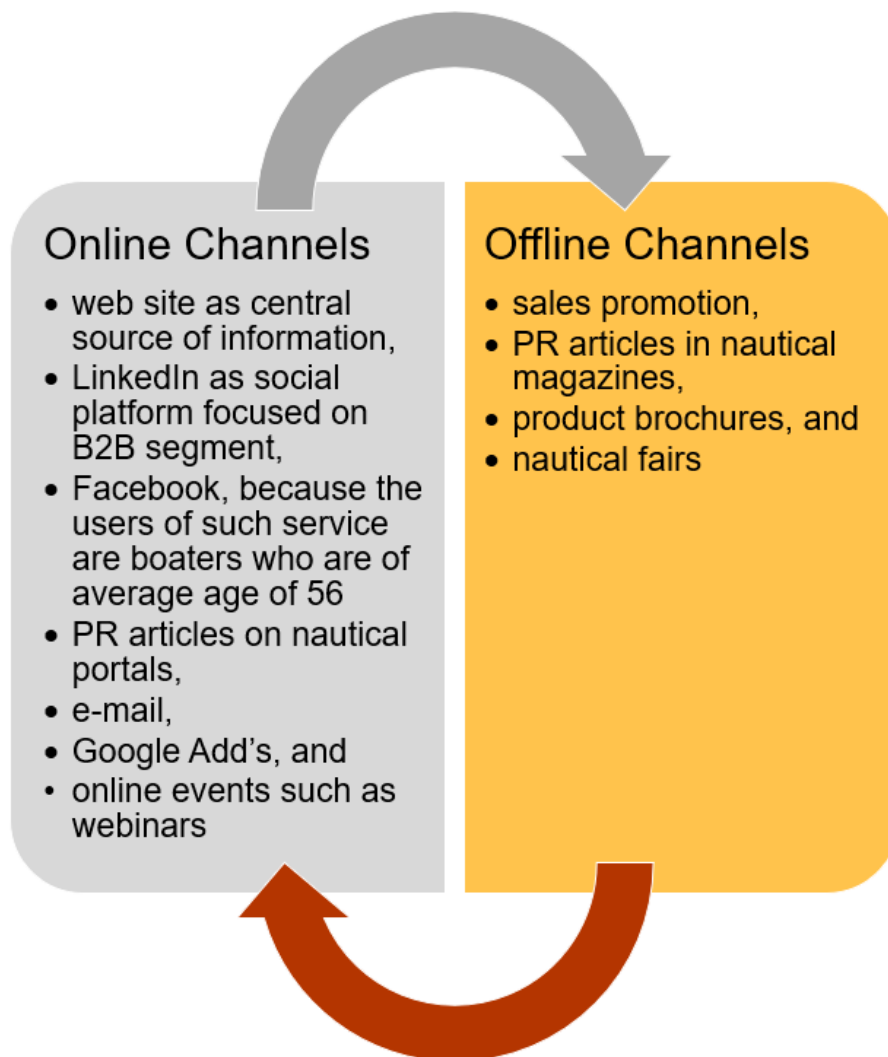 Online Channels
• web site as central
source of information,
• LinkedIn as social
platform focused on
B2B segment,
• Facebook, because the
users of such service
are boaters who are of
average age of 56
• PR articles on nautical
portals,
• e-mail,
• Google Add’s, and
• online events such as
webinars
Offline Channels
• sales promotion,
• PR articles in nautical
magazines,
• product brochures, and
• nautical fairs